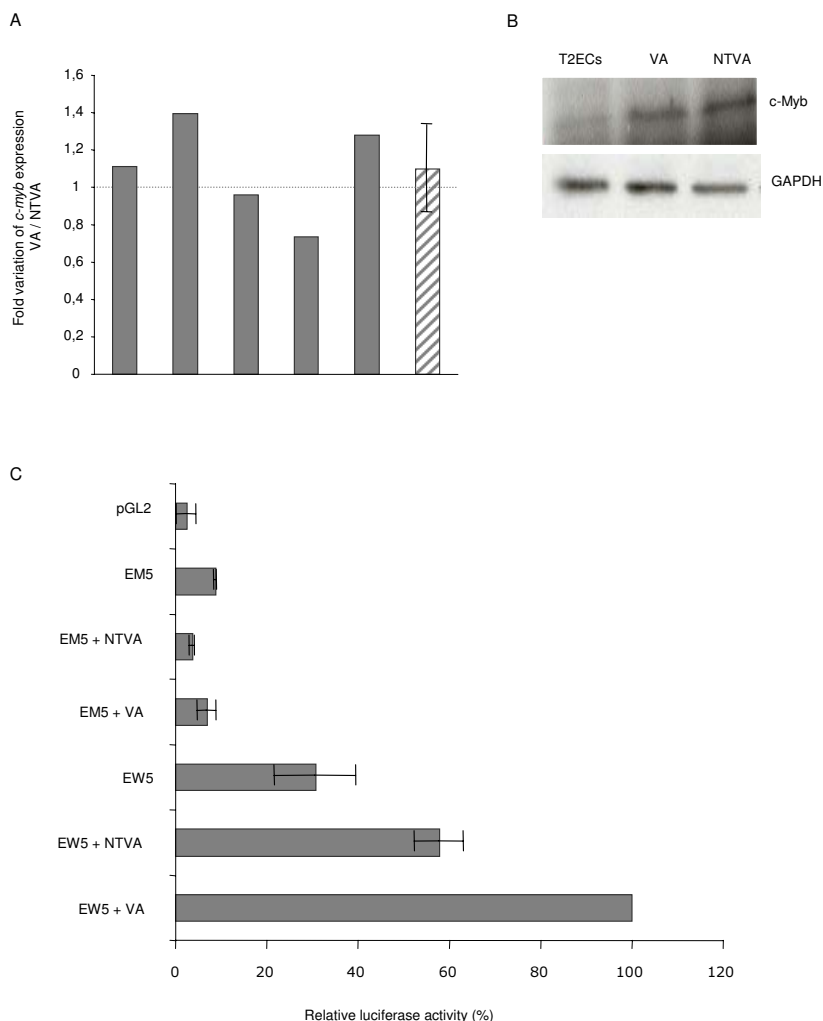 A
Fold variation of c-myb expression
VA / NTVA
1,6
1,4
1,2
1
0,8
0,6
0,4
0,2
0
B
T2ECs VA NTVA
c-Myb
GAPDH
C
pGL2
EM5
EM5 + NTVA
EM5 + VA
EW5
EW5 + NTVA
EW5 + VA
0 20 40 60 80 100 120
Relative luciferase activity (%)